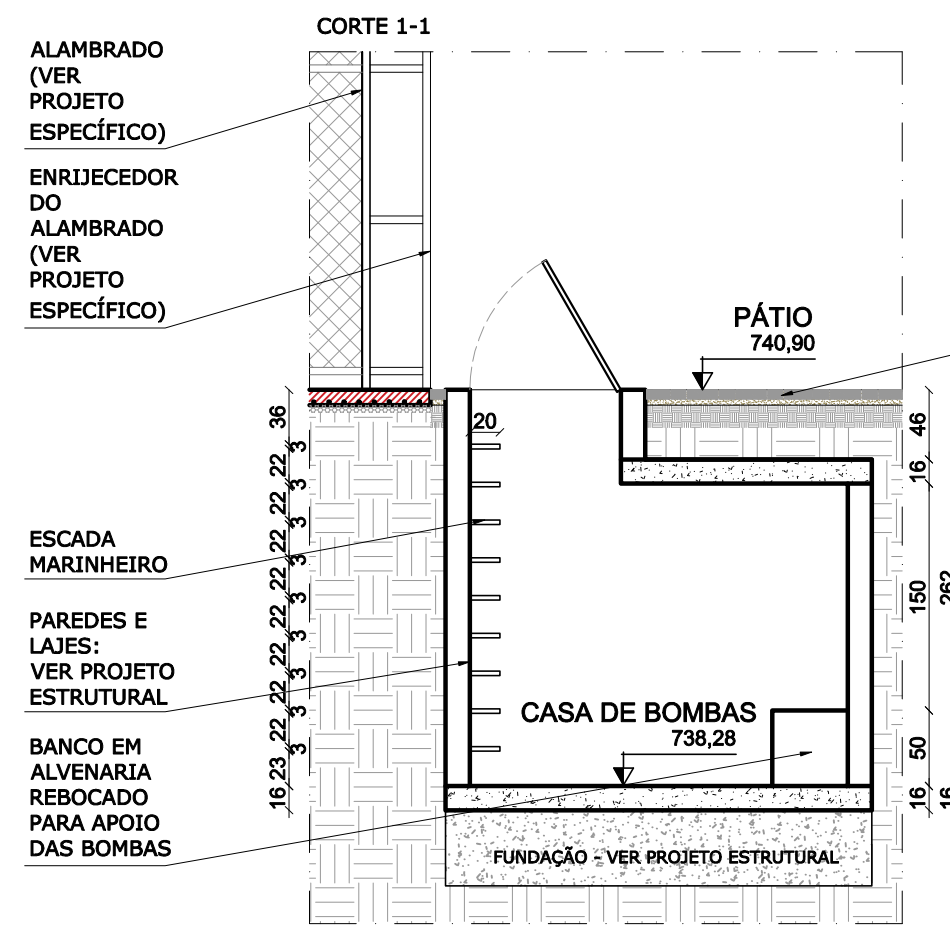 CORTE 1-1
ALAMBRADO
(VER
PROJETO
ESPECÍFICO)
ENRIJECEDOR
DO
ALAMBRADO
(VER
PROJETO
ESPECÍFICO)
PÁTIO
740,90
36
3
22
3
22
3
22
3
22
3
22
3
22
3
22
3
22
3
23
16
20
46
16
150
50
16
262
16
ESCADA
MARINHEIRO
PAREDES E
LAJES:
VER PROJETO
ESTRUTURAL
CASA DE BOMBAS
738,28
BANCO EM
ALVENARIA
REBOCADO
PARA APOIO
DAS BOMBAS
FUNDAÇÃO - VER PROJETO ESTRUTURAL